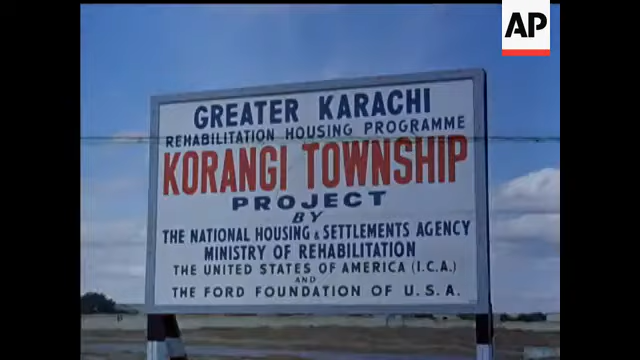 AP
GREATER KARACHI
REHABILITATION HOUSING PROGRAMME
KORANGI TOWNSHIP
PROJECT
BY
THE NATIONAL HOUSING & SETTLEMENTS AGENCY
MINISTRY OF REHABILITATION
THE UNITED STATES OF AMERICA (I.C.A.)
AND
THE FORD FOUNDATION OF U.S.A.